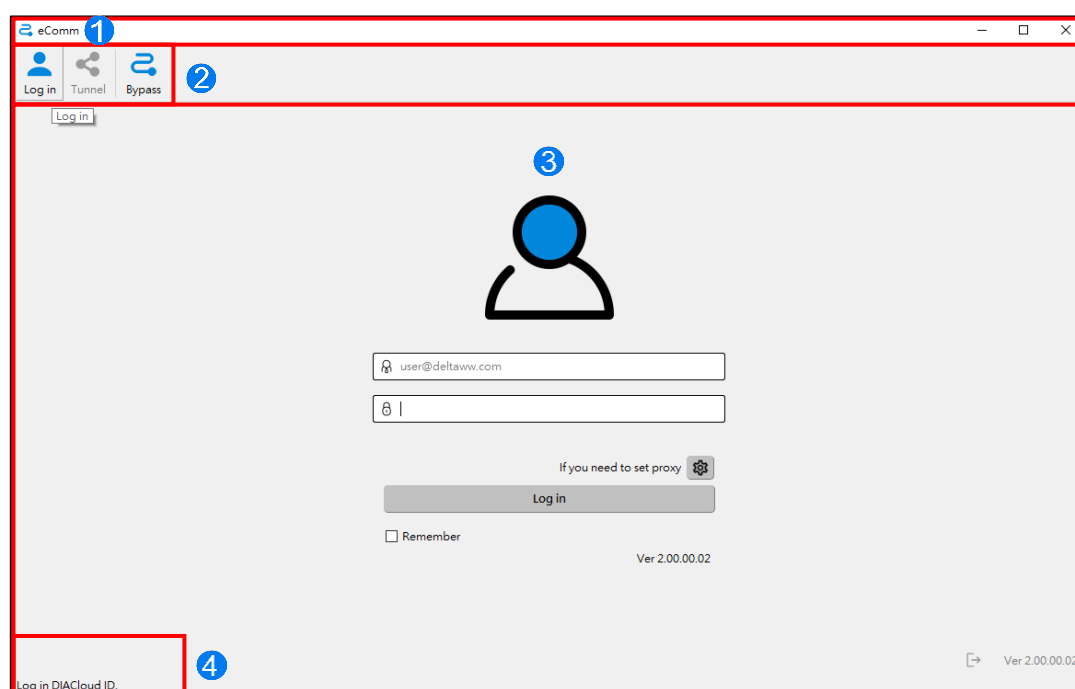 eComm 1
2
Log in Tunnel Bypass
Log in
3
user@deltaww.com
If you need to set proxy
Log in
Remember
Ver 2.00.00.02
4
Ver 2.00.00.02
Log in DIACloud ID.